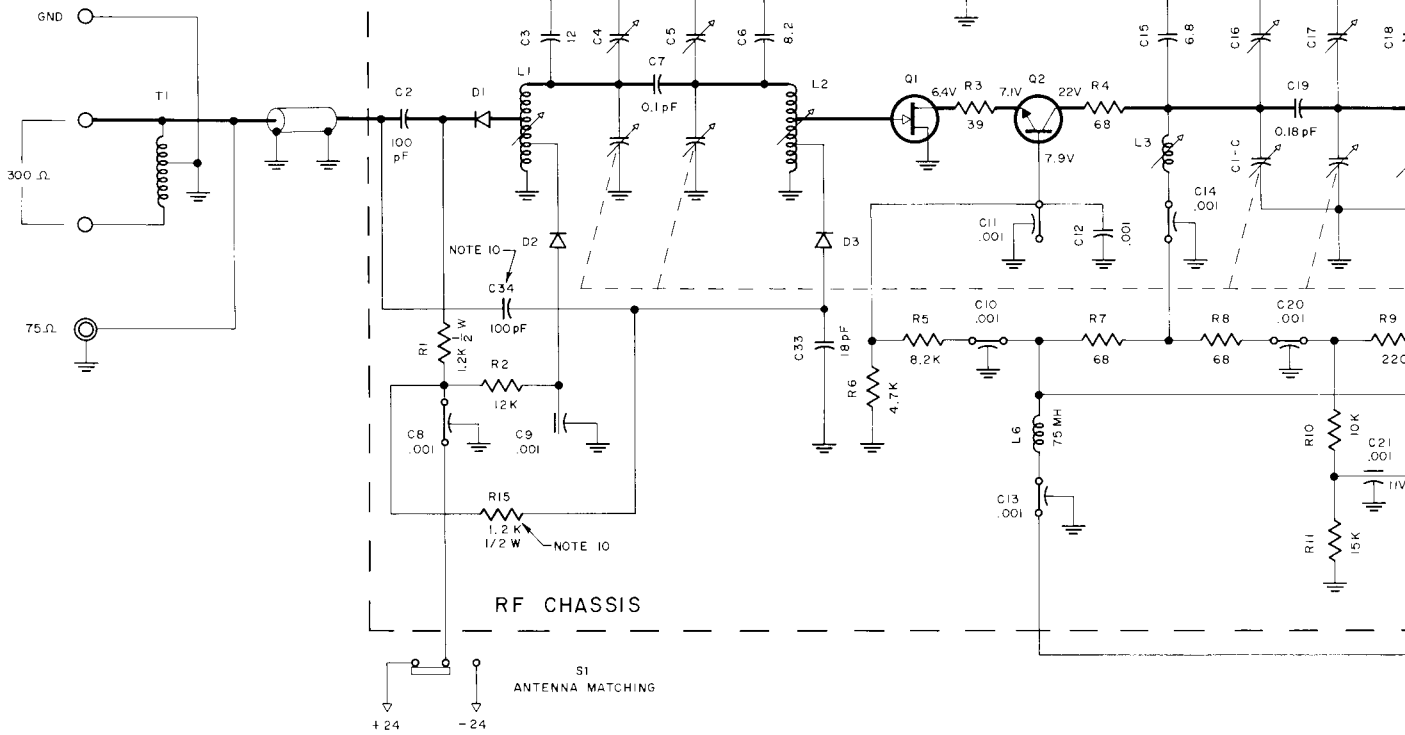 GND
T1
300 Ω
75Ω
C2
100
pF
D1
L1
C3
12
C4
C5
C6
8.2
C7
0.1 pF
L2
Q1
6.4V
R3
39
7.1V
Q2
22V
R4
68
7.9V
C15
6.8
C16
C17
C18
C19
0.18 pF
L3
C1-C
C14
.001
C11
.001
C12
.001
D2
D3
NOTE 10
C34
100pF
R1
1.2K 1/2 W
R2
12K
C33
18 pF
R5
8.2K
C10
.001
R7
68
R8
68
C20
.001
R9
220
R6
4.7K
C8
.001
C9
.001
L6
75 MH
R10
10K
C21
.001
11V
R15
1.2 K
1/2 W
NOTE 10
C13
.001
R11
15K
RF CHASSIS
S1
ANTENNA MATCHING
+24
-24